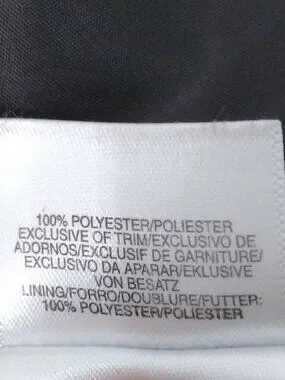 100% POLYESTER/POLIESTER
EXCLUSIVE OF TRIM/EXCLUSIVO DE
ADORNOS/EXCLUSIF DE GARNITURE/
EXCLUSIVO DA APARAR/EKLUSIVE
VON BESATZ
LINING/FORRO/DOUBLURE/FUTTER:
100% POLYESTER/POLIESTER